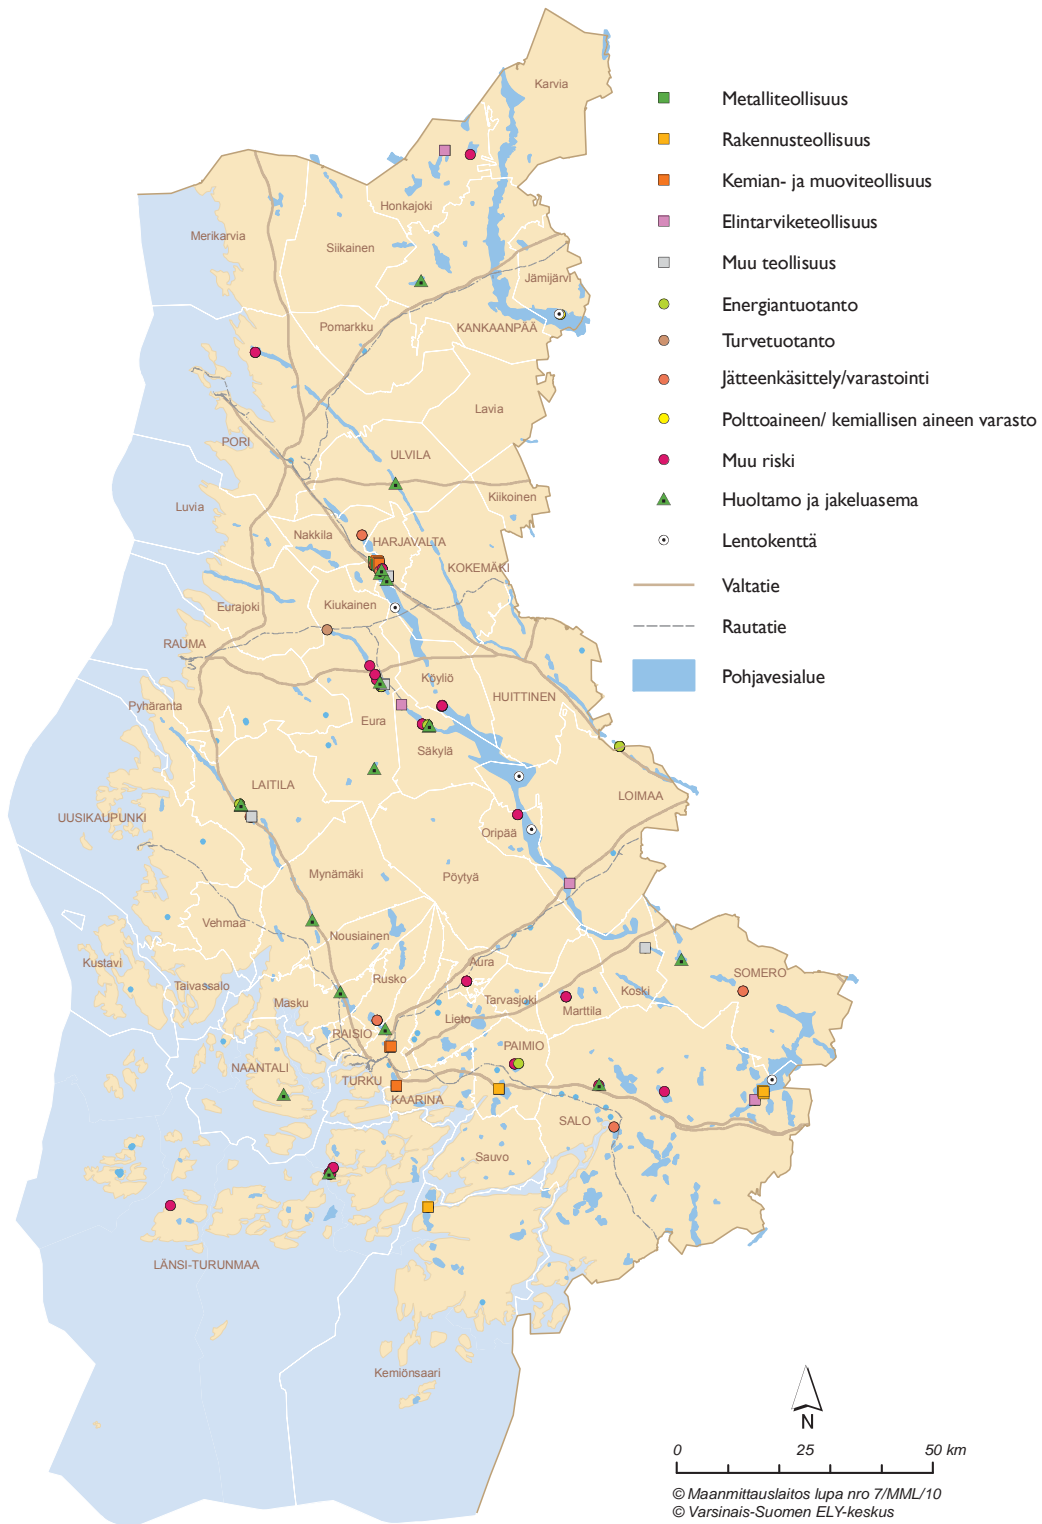 Karvia
Honkajoki
Merikarvia
Siikainen
Jämijärvi
Pomarkku
KANKAANPÄÄ
Lavia
PORI
ULVILA
Kiikoinen
Luvia
Nakkila
HARJAVALTA
KOKEMÄKI
Eurajoki
Kiukainen
RAUMA
Köyliö
HUITTINEN
Pyhäranta
Eura
Säkylä
LAITILA
LOIMAA
UUSIKAUPUNKI
Oripää
Mynämäki
Pöytyä
Vehmaa
Nousiainen
Kustavi
Aura
SOMERO
Rusko
Taivassalo
Koski
Masku
Tarvasjoki
Marttila
Lieto
RAISIO
PAIMIO
NAANTALI
TURKU
KAARINA
SALO
Sauvo
LÄNSI-TURUNMAA
Kemiönsaari
Metalliteollisuus
Rakennusteollisuus
Kemian- ja muoviteollisuus
Elintarviketeollisuus
Muu teollisuus
Energiantuotanto
Turvetuotanto
Jätteenkäsittely/varastointi
Polttoaineen/ kemiallisen aineen varasto
Muu riski
Huoltamo ja jakeluasema
Lentokenttä
Valtatie
Rautatie
Pohjavesialue
N
0 25 50 km
© Maanmittauslaitos lupa nro 7/MML/10
© Varsinais-Suomen ELY-keskus